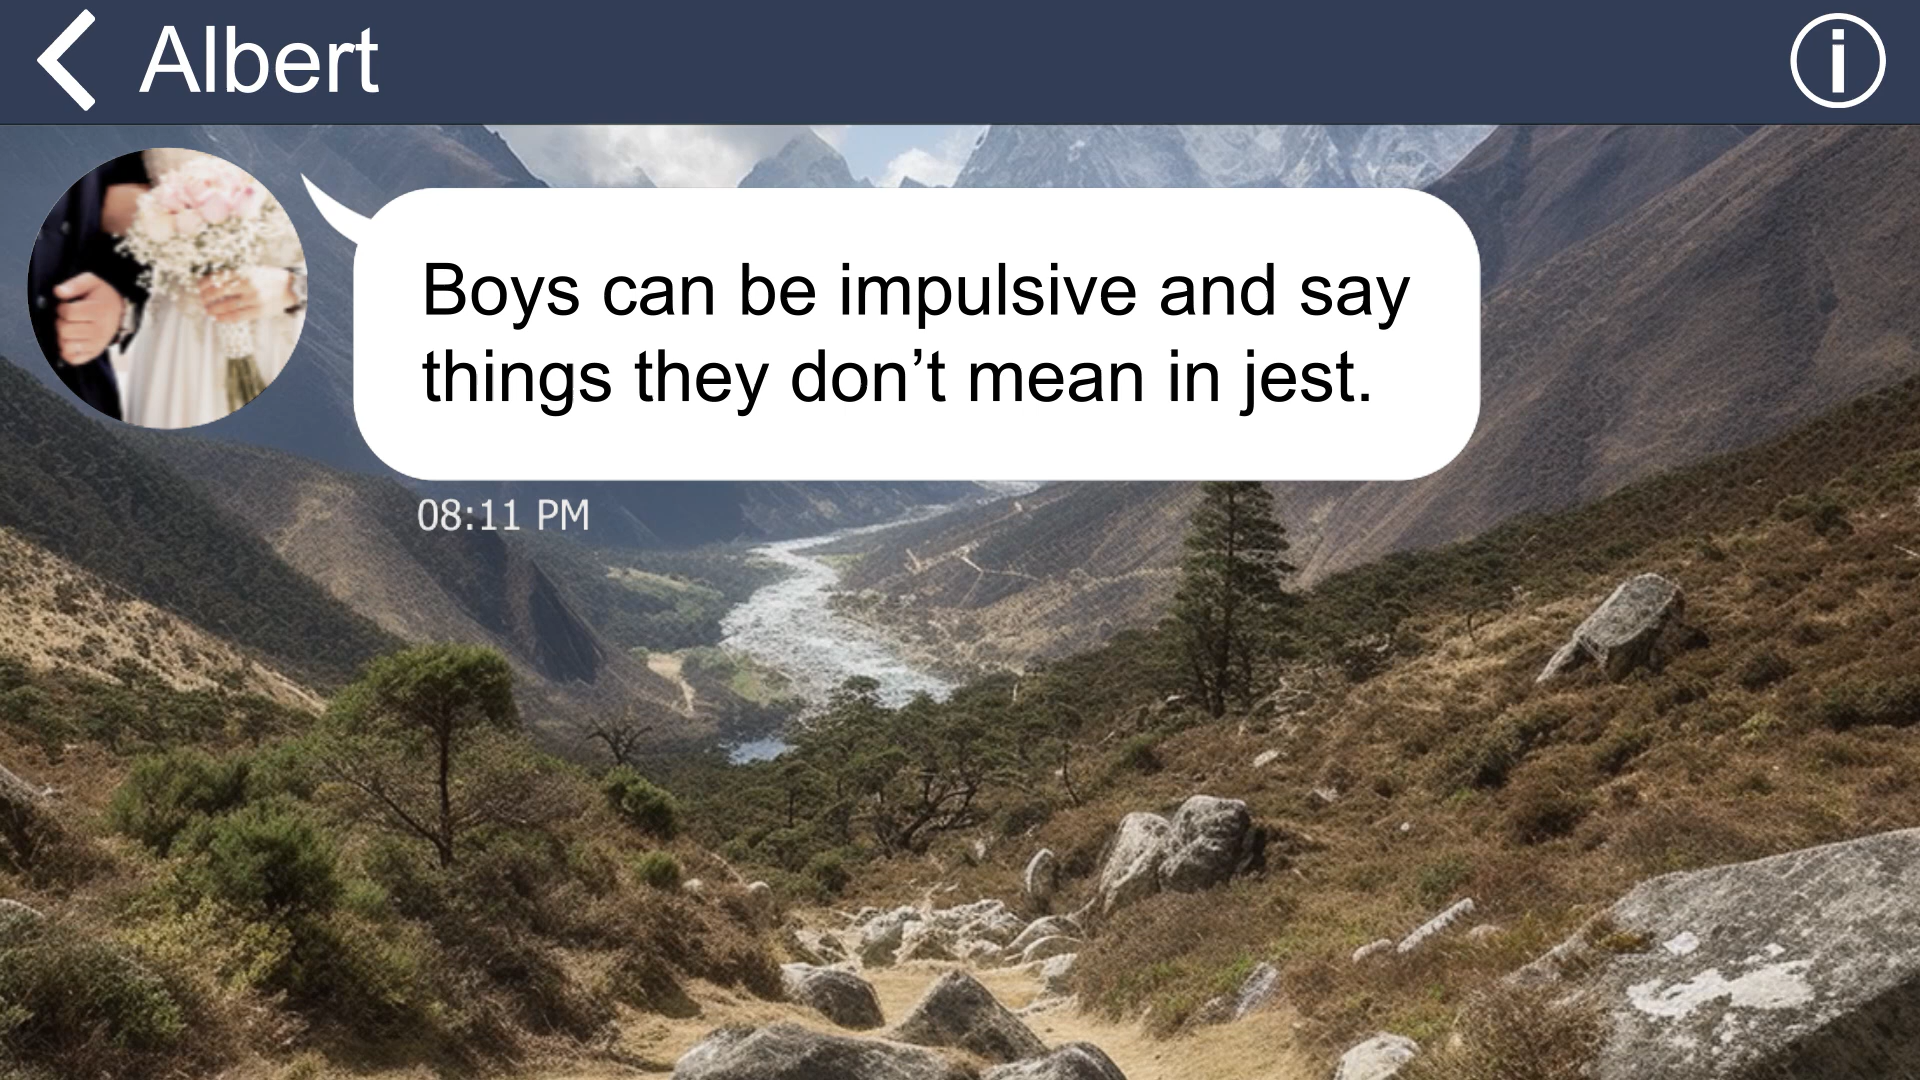 Albert
Boys can be impulsive and say
things they don’t mean in jest.
08:11 PM